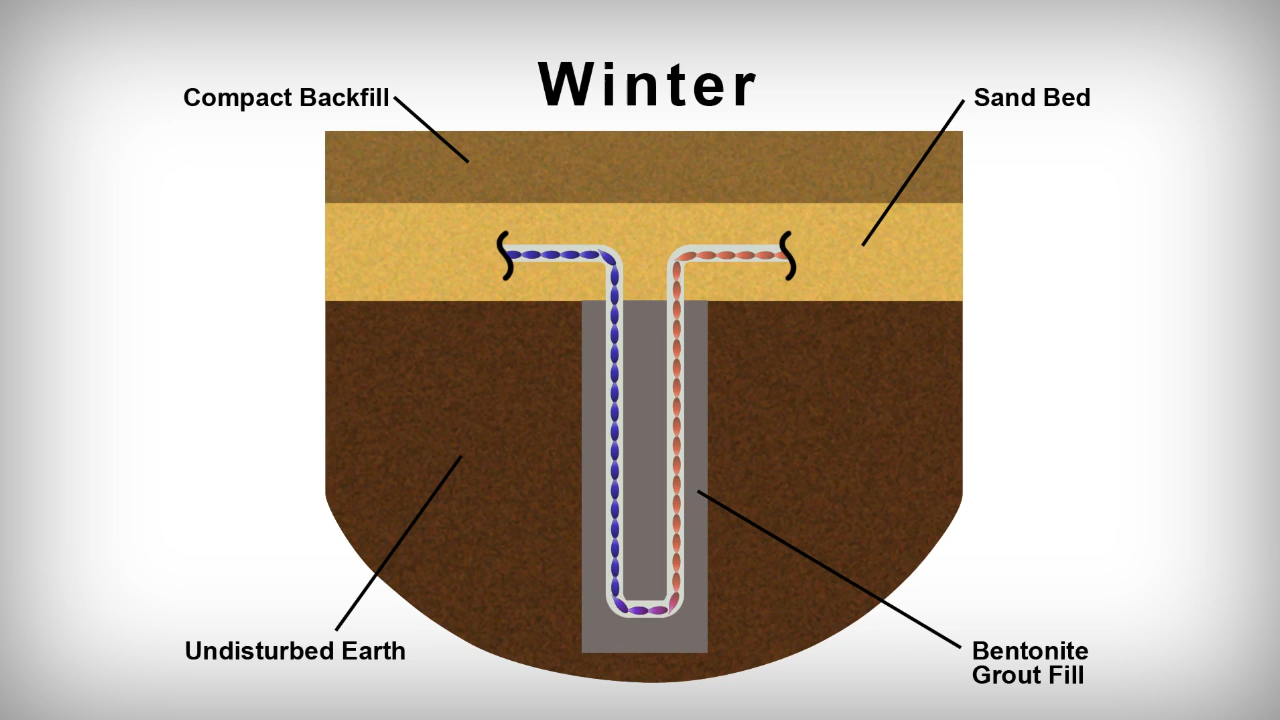 Winter
Compact Backfill
Sand Bed
Undisturbed Earth
Bentonite
Grout Fill